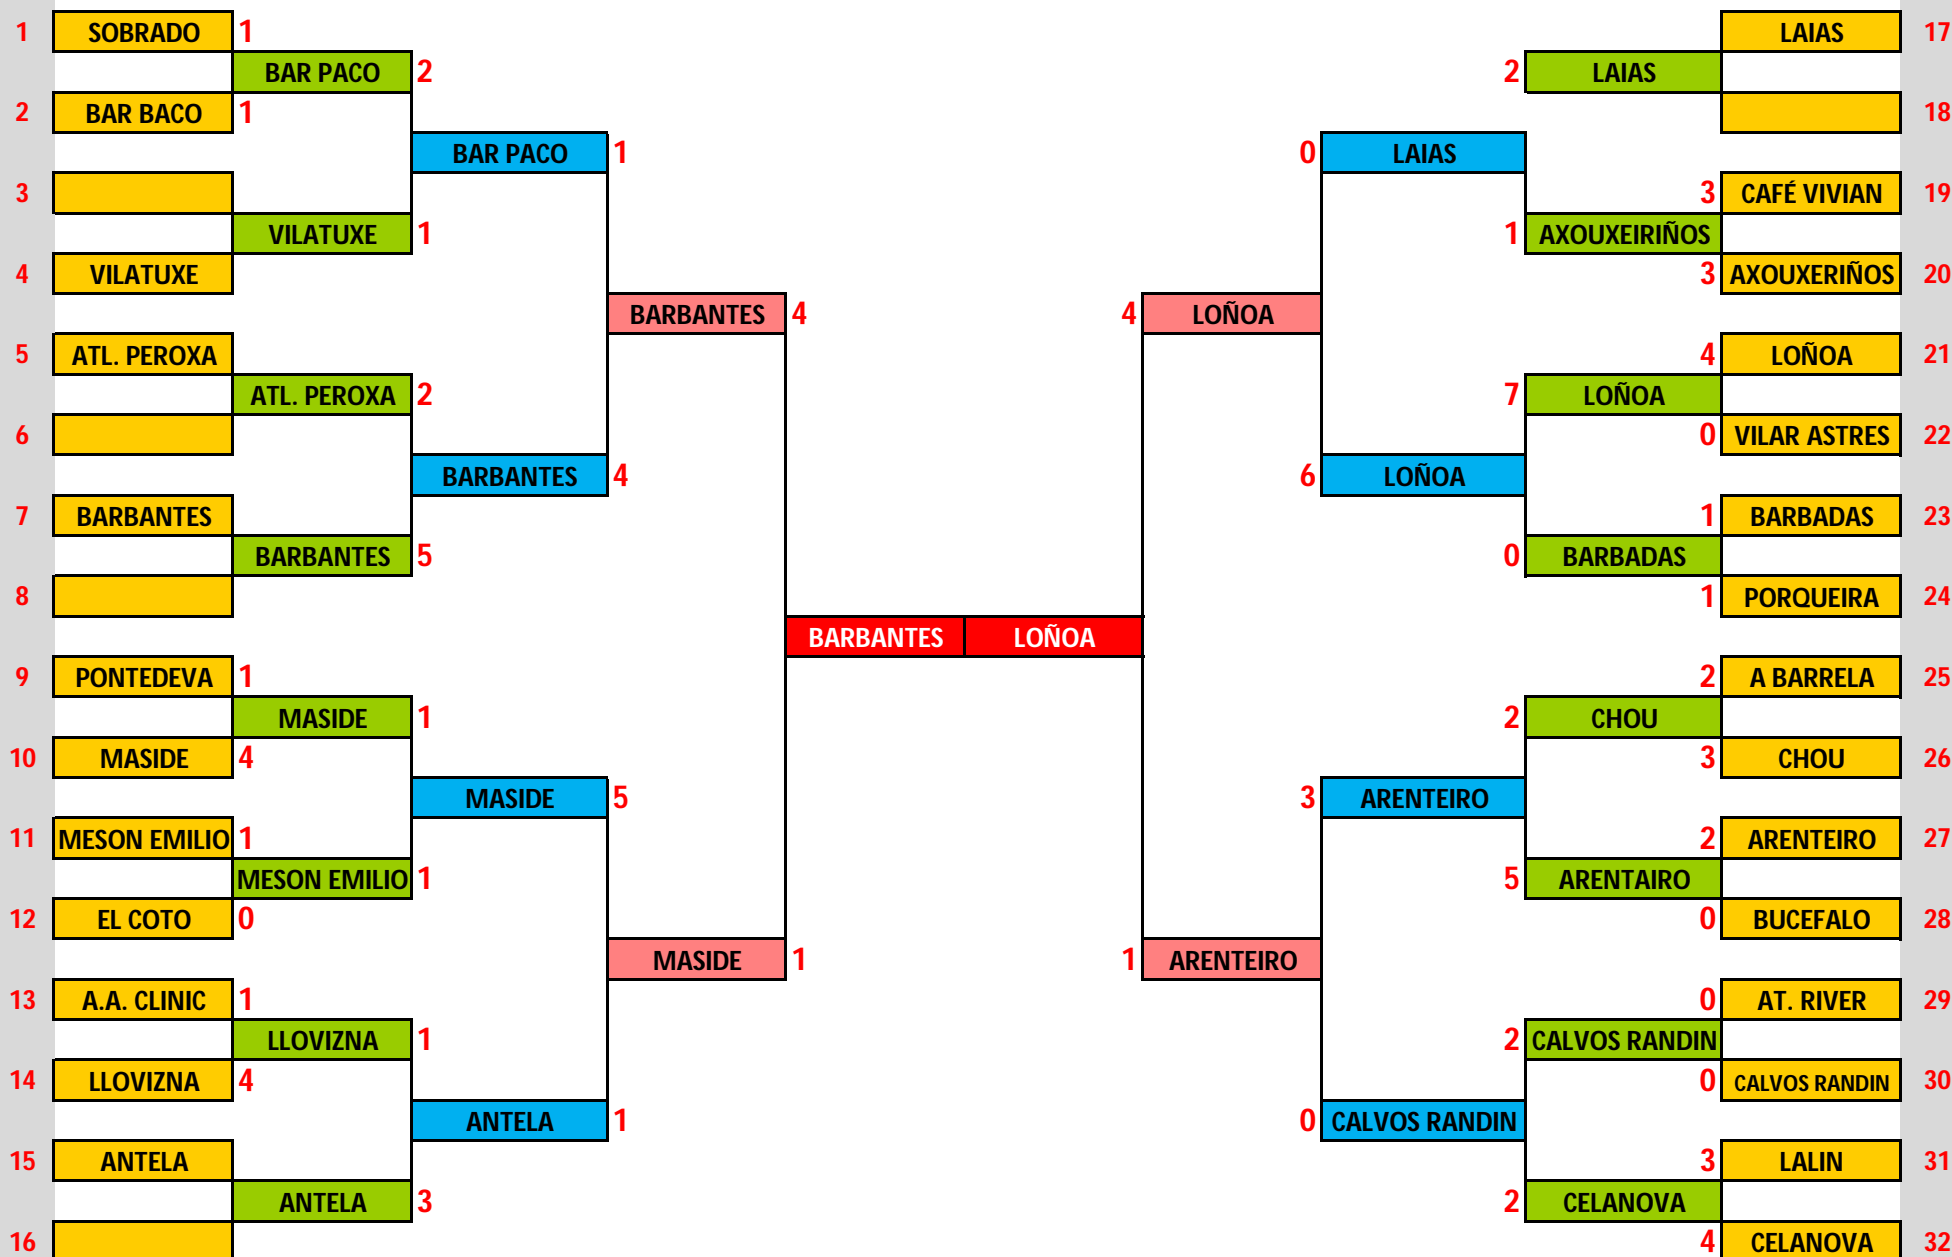 1 SOBRADO 1 LAIAS 17
BAR PACO 2 2 LAIAS
2 BAR BACO 1 18
BAR PACO 1 0 LAIAS
3 3 CAFÉ VIVIAN 19
VILATUXE 1 1 AXOUXEIRIÑOS
4 VILATUXE 3 AXOUXERIÑOS 20
BARBANTES 4 4 LOÑOA
5 ATL. PEROXA 4 LOÑOA 21
ATL. PEROXA 2 7 LOÑOA
6 0 VILAR ASTRES 22
BARBANTES 4 6 LOÑOA
7 BARBANTES 1 BARBADAS 23
BARBANTES 5 0 BARBADAS
8 1 PORQUEIRA 24
BARBANTES LOÑOA
9 PONTEDEVA 1 2 A BARRELA 25
MASIDE 1 2 CHOU
10 MASIDE 4 3 CHOU 26
MASIDE 5 3 ARENTEIRO
11 MESON EMILIO 1 2 ARENTEIRO 27
MESON EMILIO 1 5 ARENTAIRO
12 EL COTO 0 0 BUCEFALO 28
MASIDE 1 1 ARENTEIRO
13 A.A. CLINIC 1 0 AT. RIVER 29
LLOVIZNA 1 2 CALVOS RANDIN
14 LLOVIZNA 4 0 CALVOS RANDIN 30
ANTELA 1 0 CALVOS RANDIN
15 ANTELA 3 LALIN 31
ANTELA 3 2 CELANOVA
16 4 CELANOVA 32